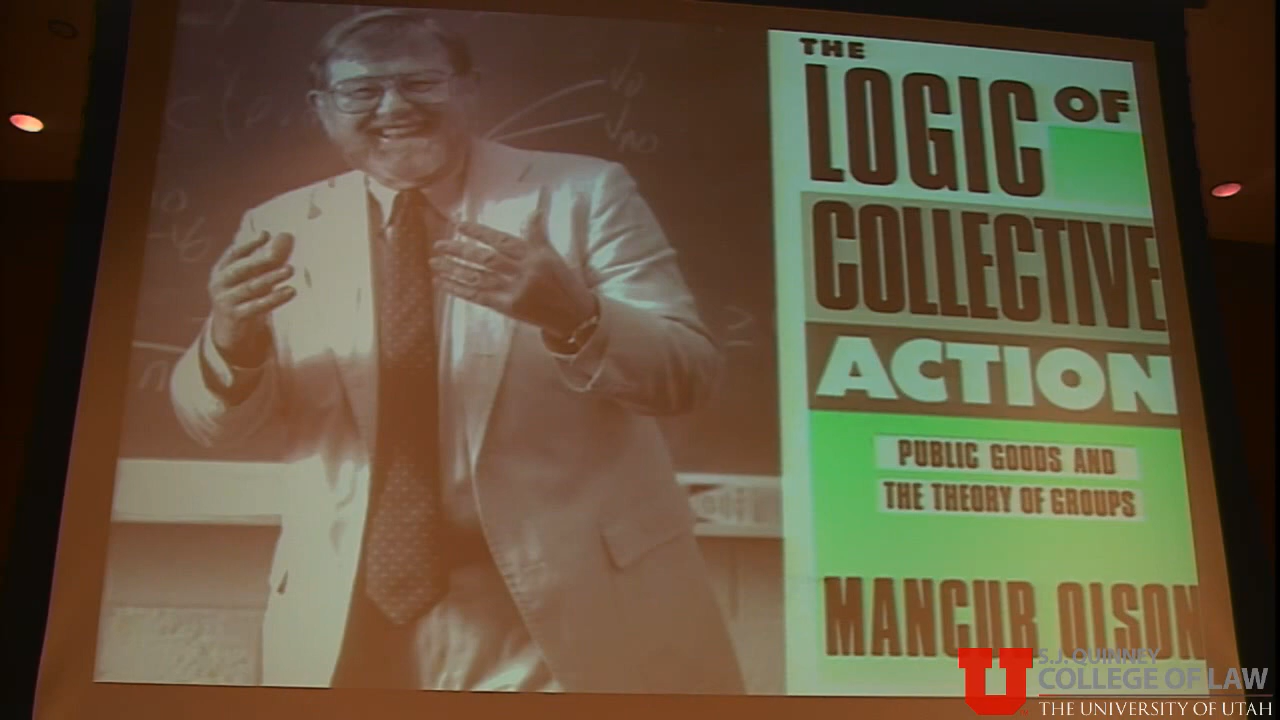 THE
LOGIC OF
COLLECTIVE
ACTION
PUBLIC GOODS AND
THE THEORY OF GROUPS
MANCUR OLSON
U
S.J. QUINNEY
COLLEGE OF LAW
THE UNIVERSITY OF UTAH